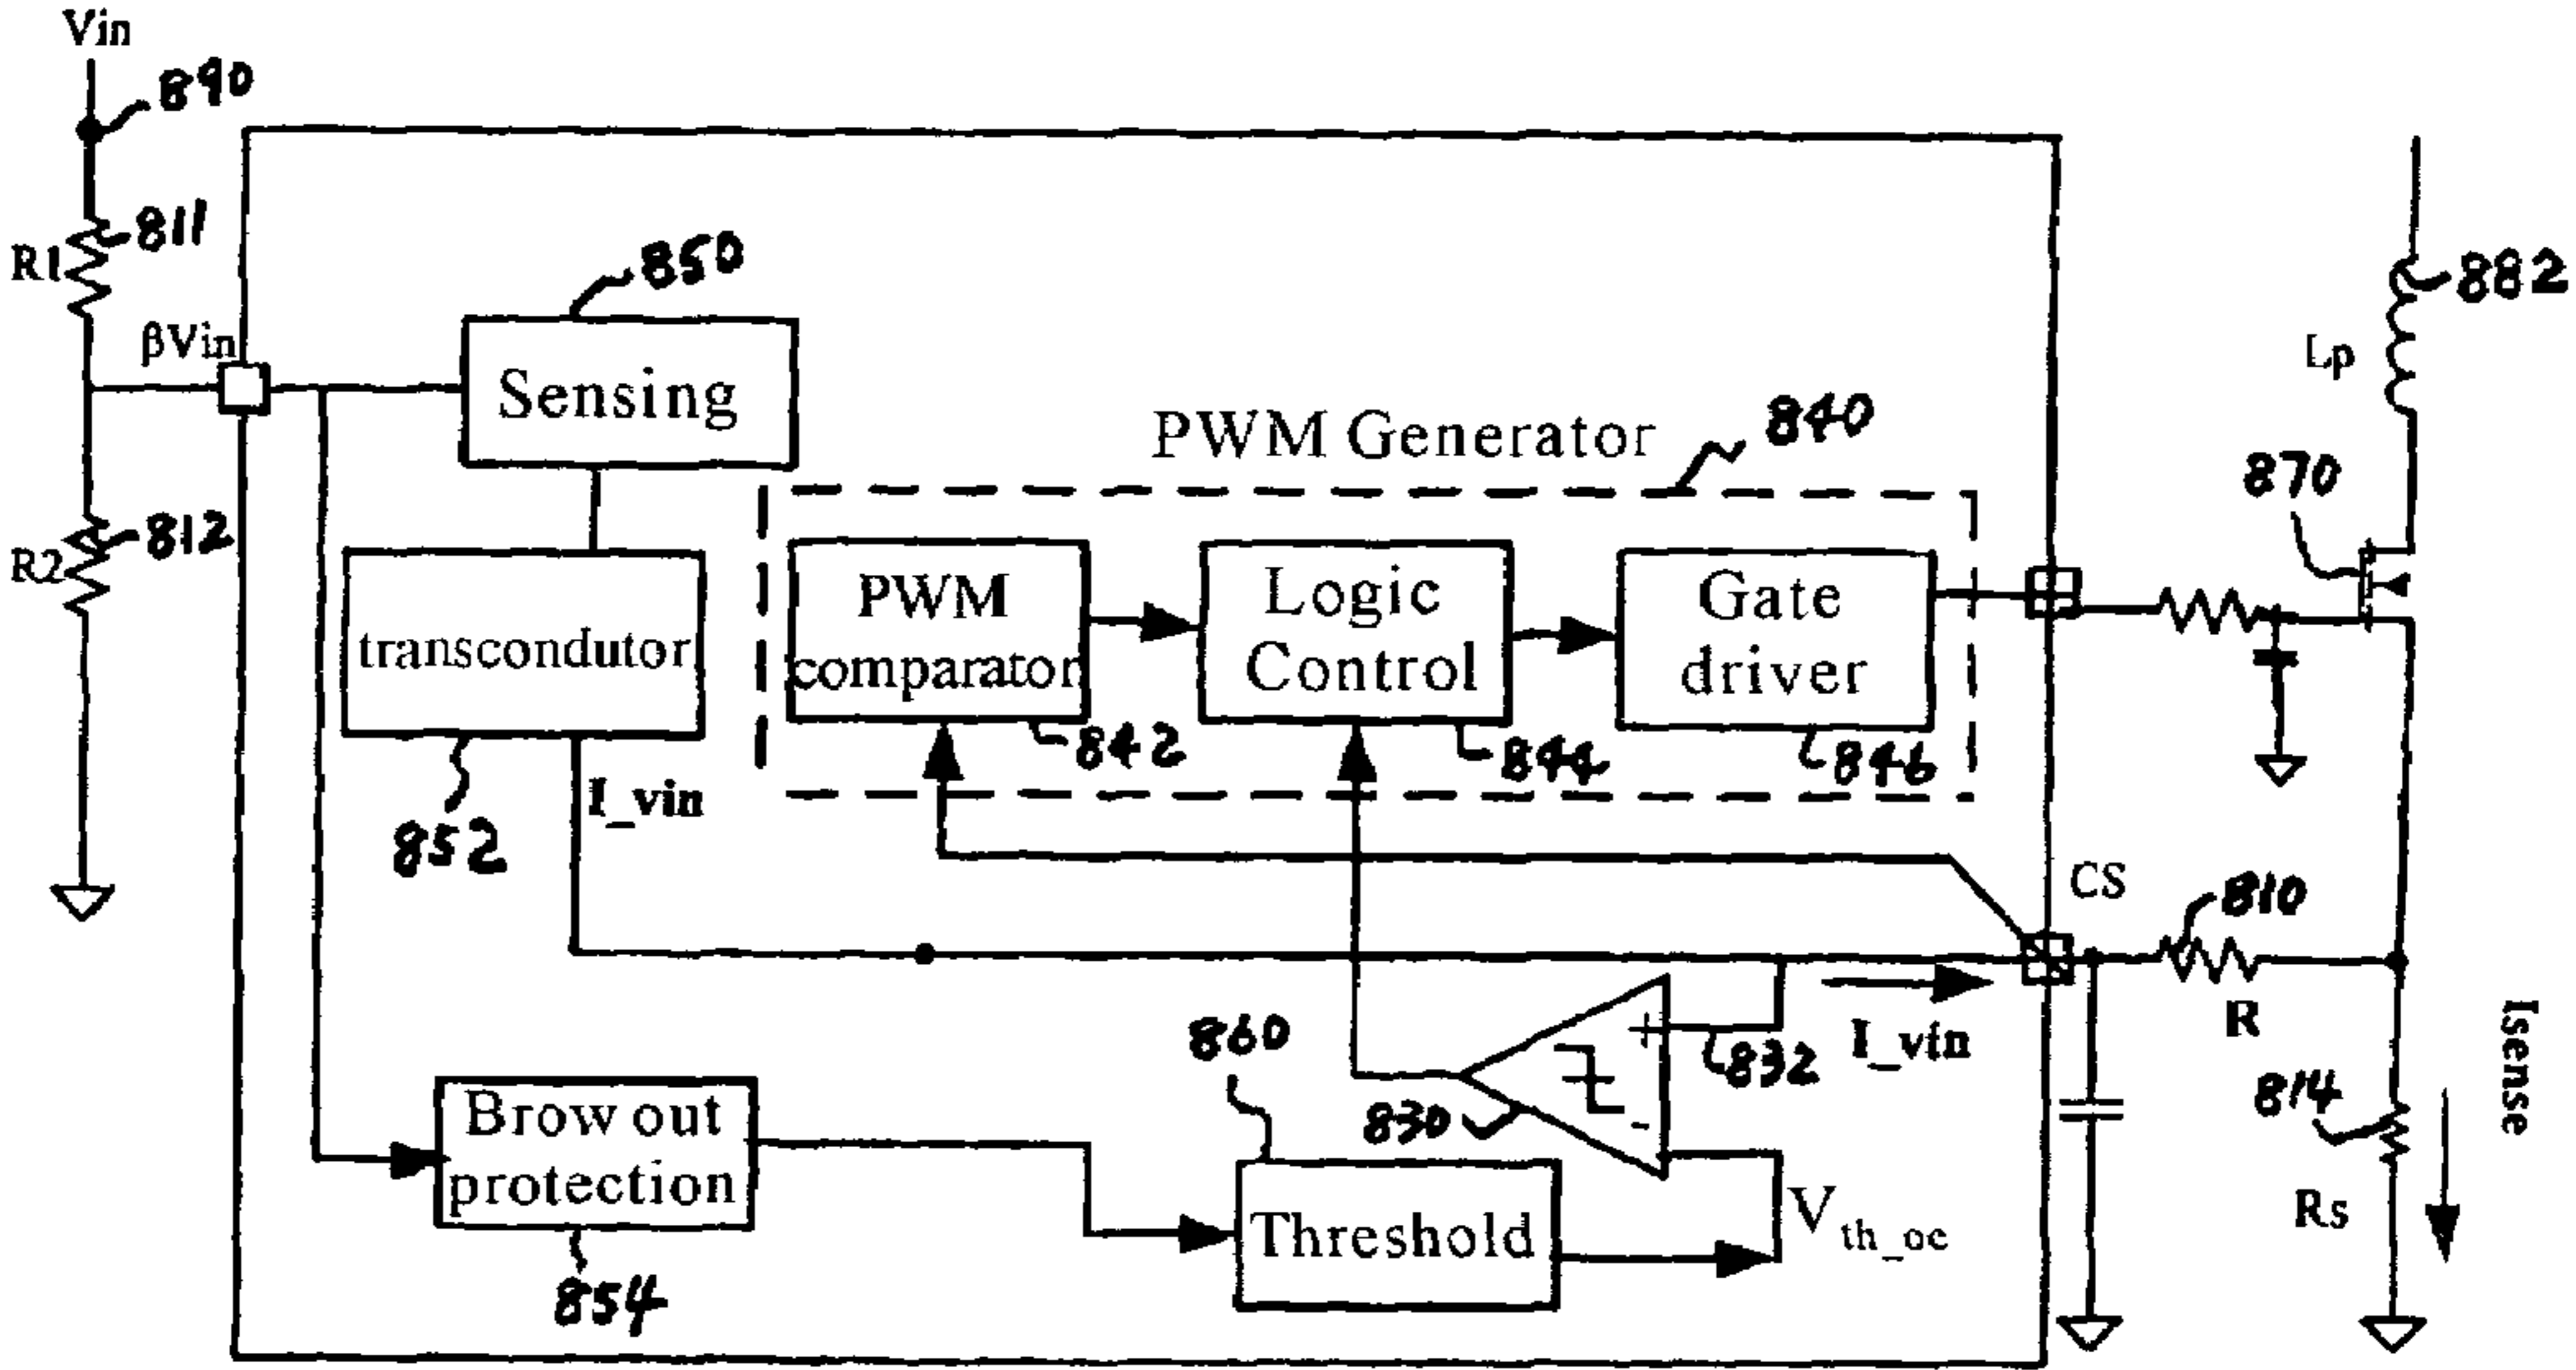 Vin
890
811
R1
850
βVin
Sensing
882
Lp
PWM Generator
840
870
812
R2
PWM
comparator
Logic
Control
Gate
driver
transcondutor
842
844
846
I_vin
852
CS
810
860
+
832
I_vin
R
Isense
830
-
814
Brow out
protection
Threshold
V th_oc
Rs
854